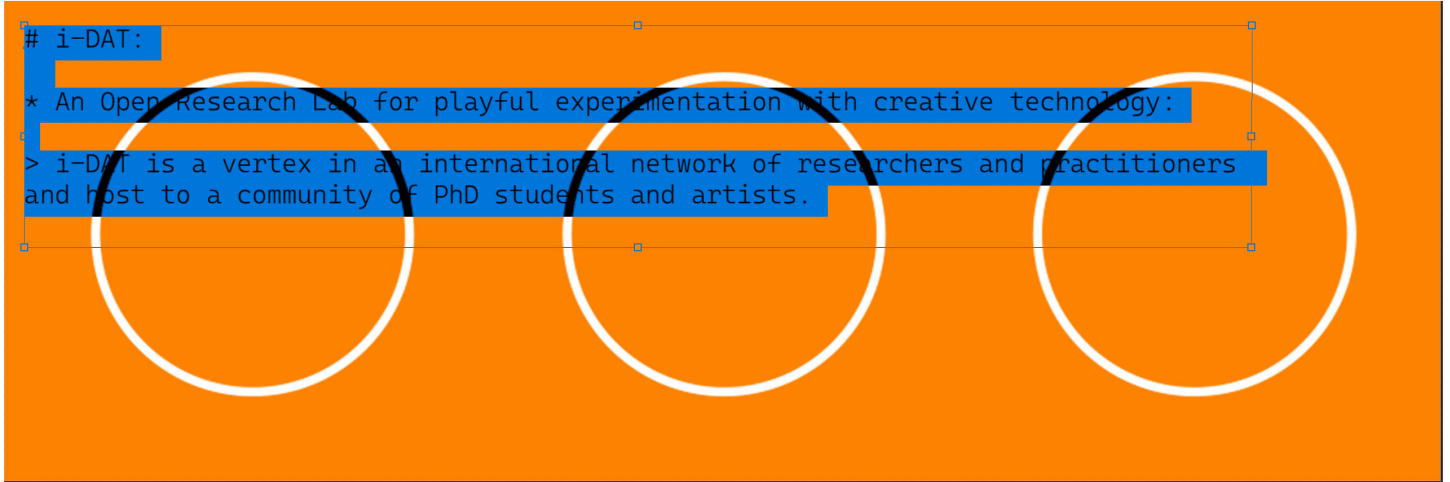 # i-DAT:
* An Open Research Lab for playful experimentation with creative technology:
> i-DAT is a vertex in an international network of researchers and practitioners
and host to a community of PhD students and artists.